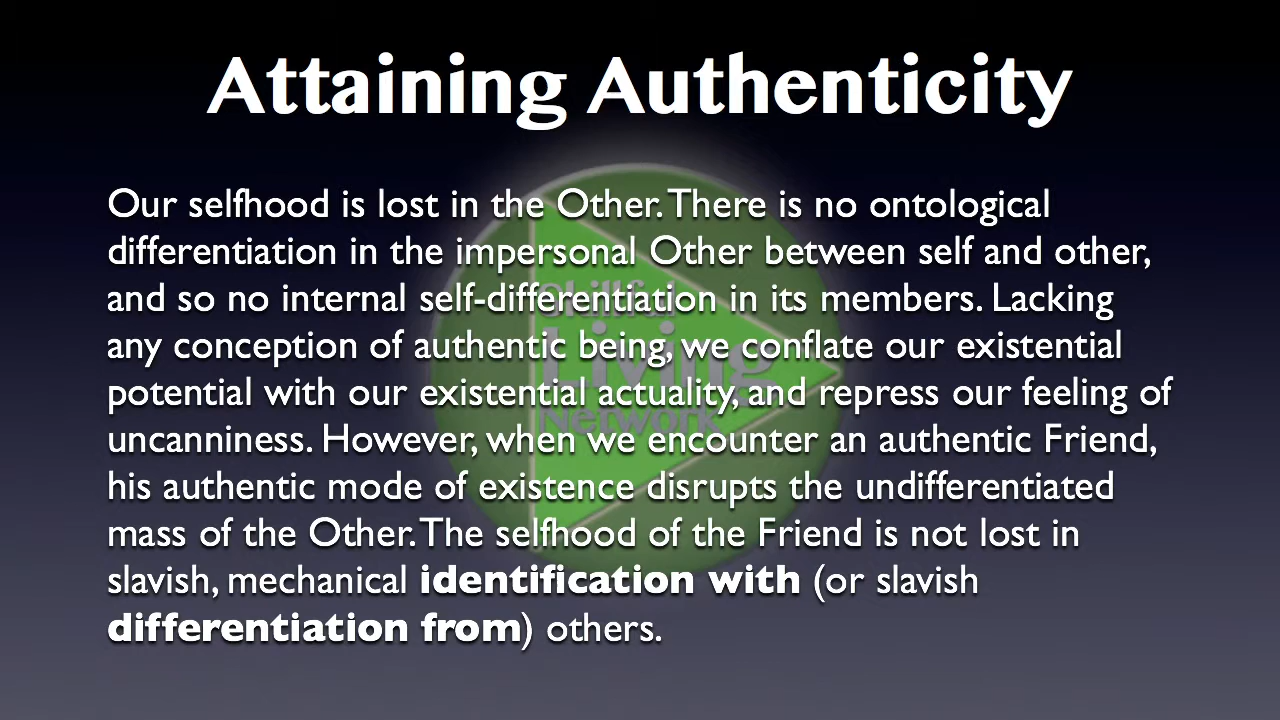 Attaining Authenticity
Our selfhood is lost in the Other. There is no ontological
differentiation in the impersonal Other between self and other,
and so no internal self-differentiation in its members. Lacking
any conception of authentic being, we conflate our existential
potential with our existential actuality, and repress our feeling of
uncanniness. However, when we encounter an authentic Friend,
his authentic mode of existence disrupts the undifferentiated
mass of the Other. The selfhood of the Friend is not lost in
slavish, mechanical identification with (or slavish
differentiation from) others.
Skillful
Living
Network